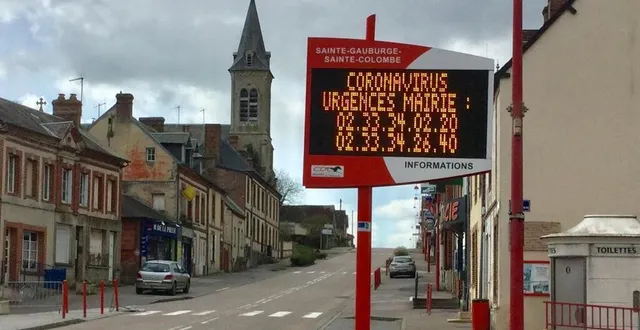 SAINTE-GAUBURGE-
SAINTE-COLOMBE
CORONAVIRUS
URGENCES MAIRIE :
02.33.34.02.20
02.33.34.26.40
INFORMATIONS
TOILETTES